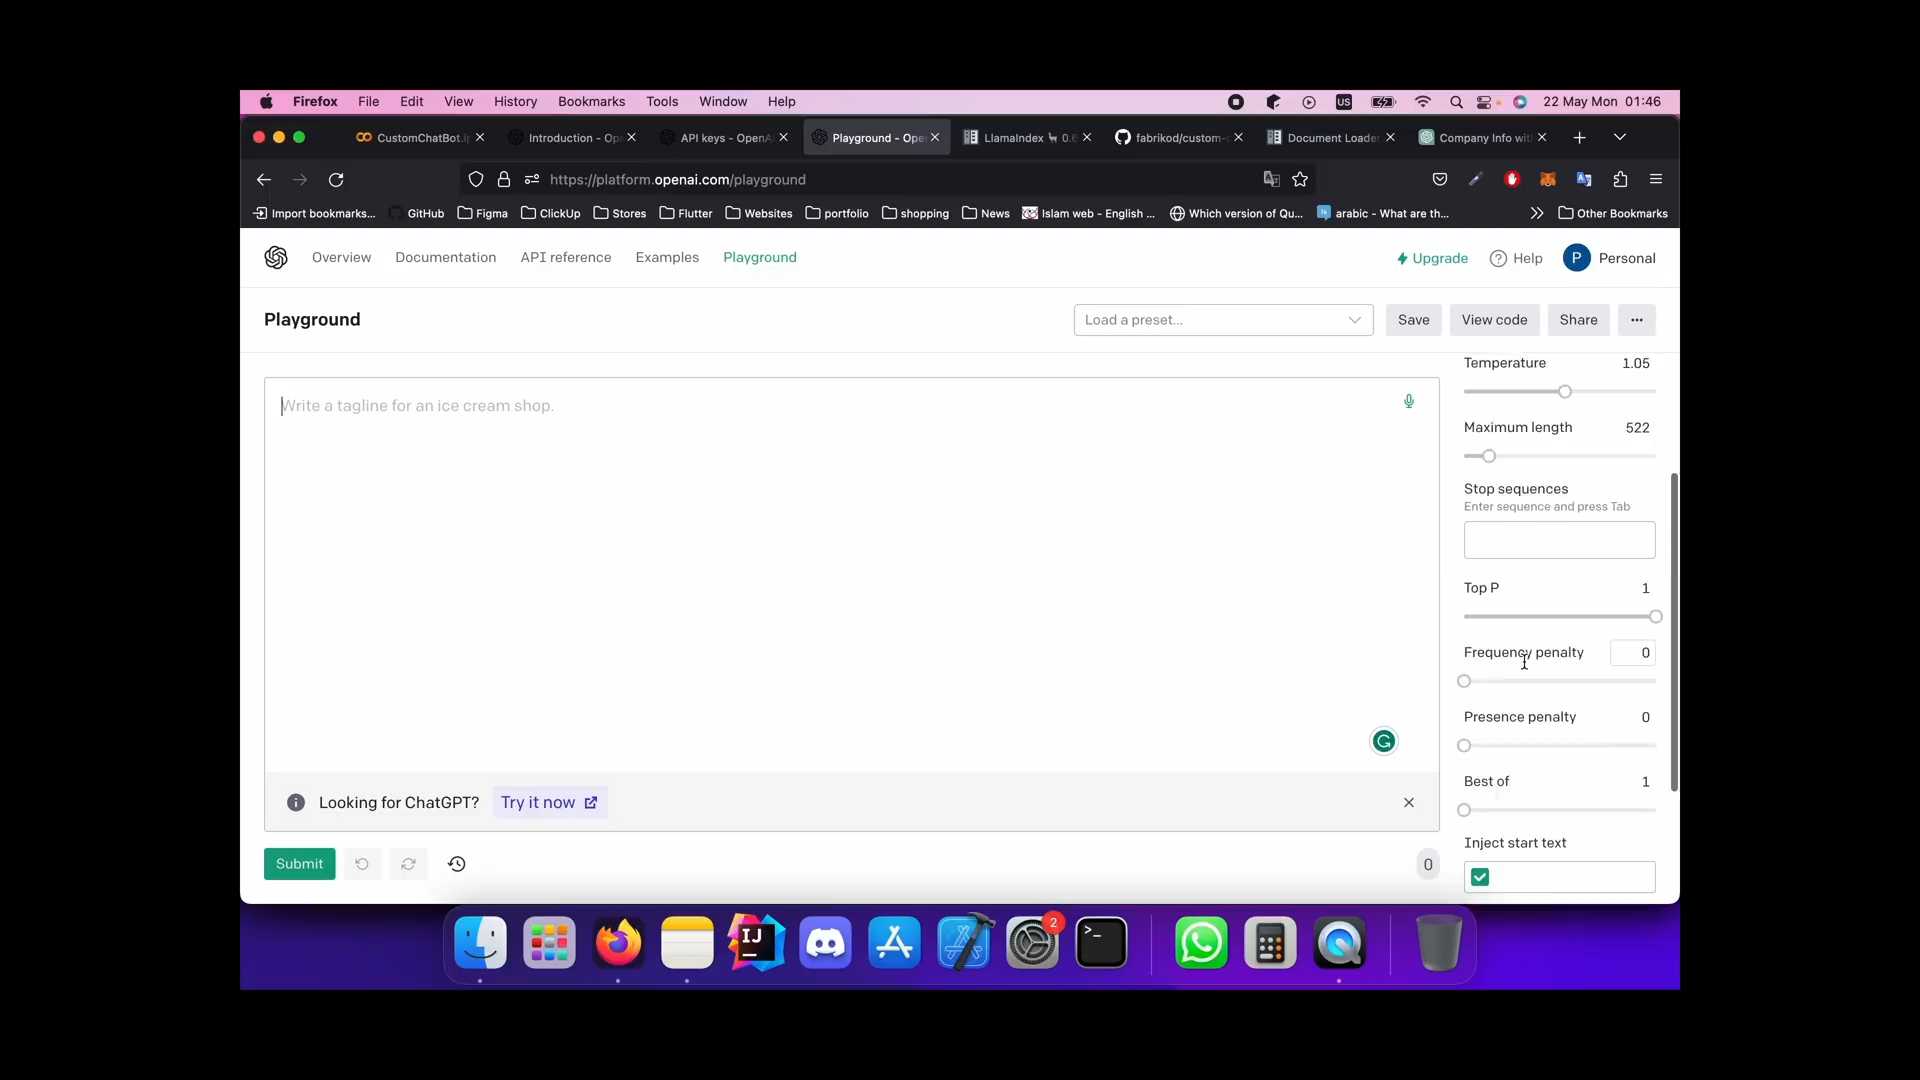 Firefox File Edit View History Bookmarks Tools Window Help US 22 May Mon 01:46
CustomChatBot.i Introduction - Op API keys - OpenA Playground - Ope LlamaIndex 0. fabrikod/custom- Document Loade Company Info wit
https://platform.openai.com/playground
Import bookmarks... GitHub Figma ClickUp Stores Flutter Websites portfolio shopping News Islam web - English ... Which version of Qu... arabic - What are th... Other Bookmarks
Overview Documentation API reference Examples Playground Upgrade Help P Personal
Playground Load a preset... Save View code Share ...
Temperature 1.05
Write a tagline for an ice cream shop.
Maximum length 522
Stop sequences
Enter sequence and press Tab
Top P 1
Frequency penalty 0
Presence penalty 0
Best of 1
Looking for ChatGPT? Try it now
Inject start text
Submit 0
IJ 2
>_